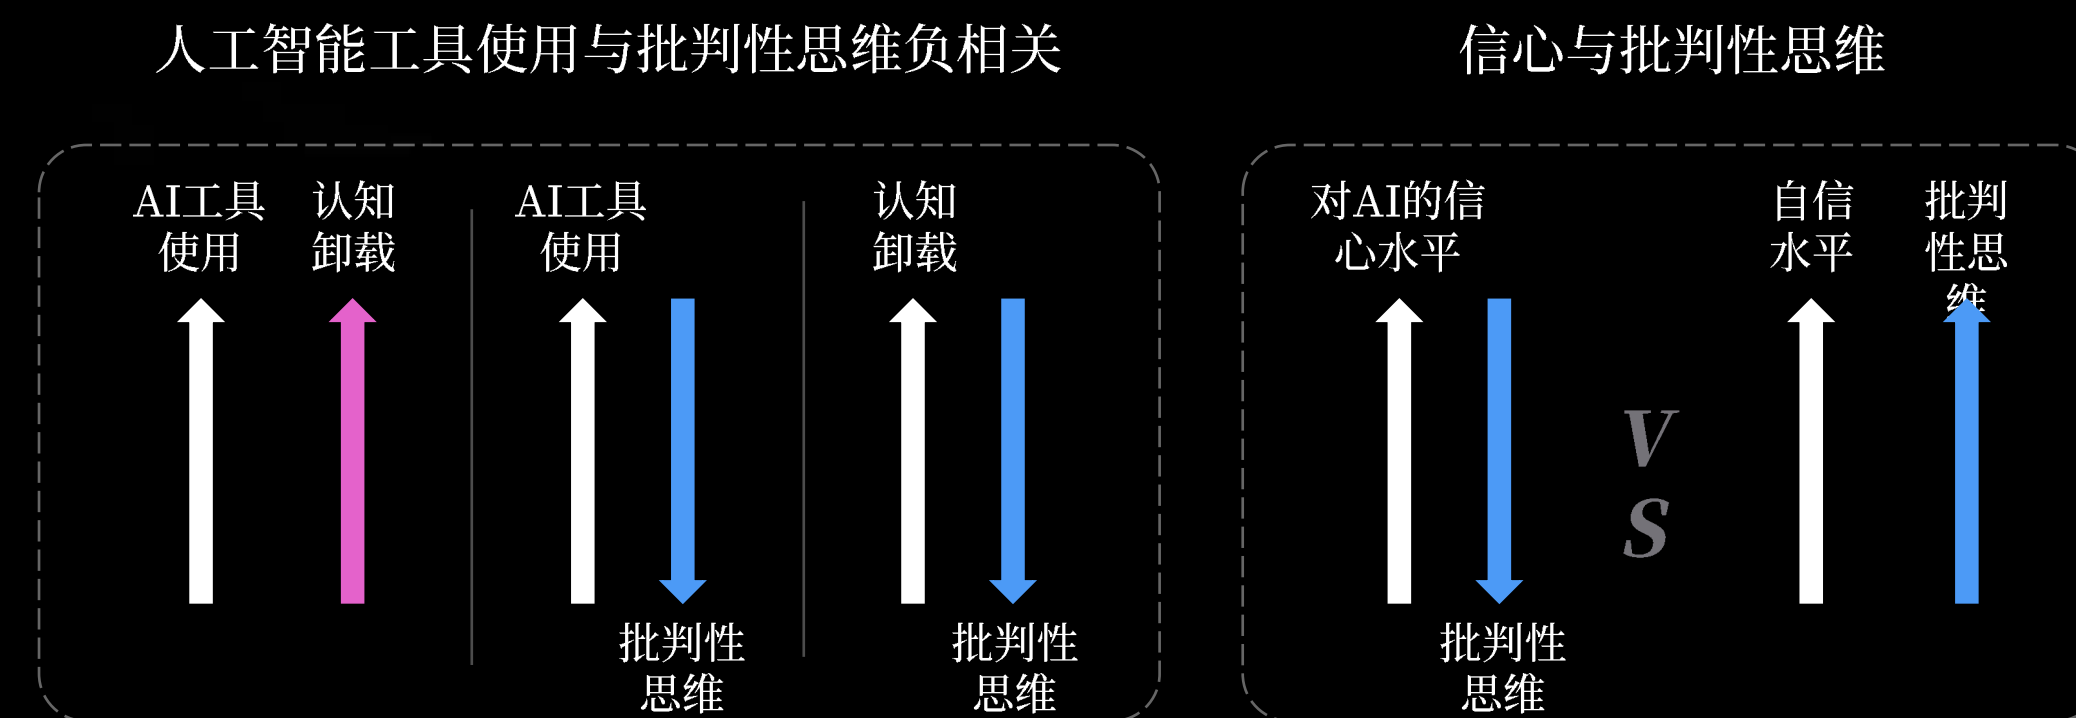 人工智能工具使用与批判性思维负相关
AI工具
使用
认知
卸载
AI工具
使用
批判性
思维
认知
卸载
批判性
思维
信心与批判性思维
对AI的信
心水平
批判性
思维
V
S
自信
水平
批判
性思
维